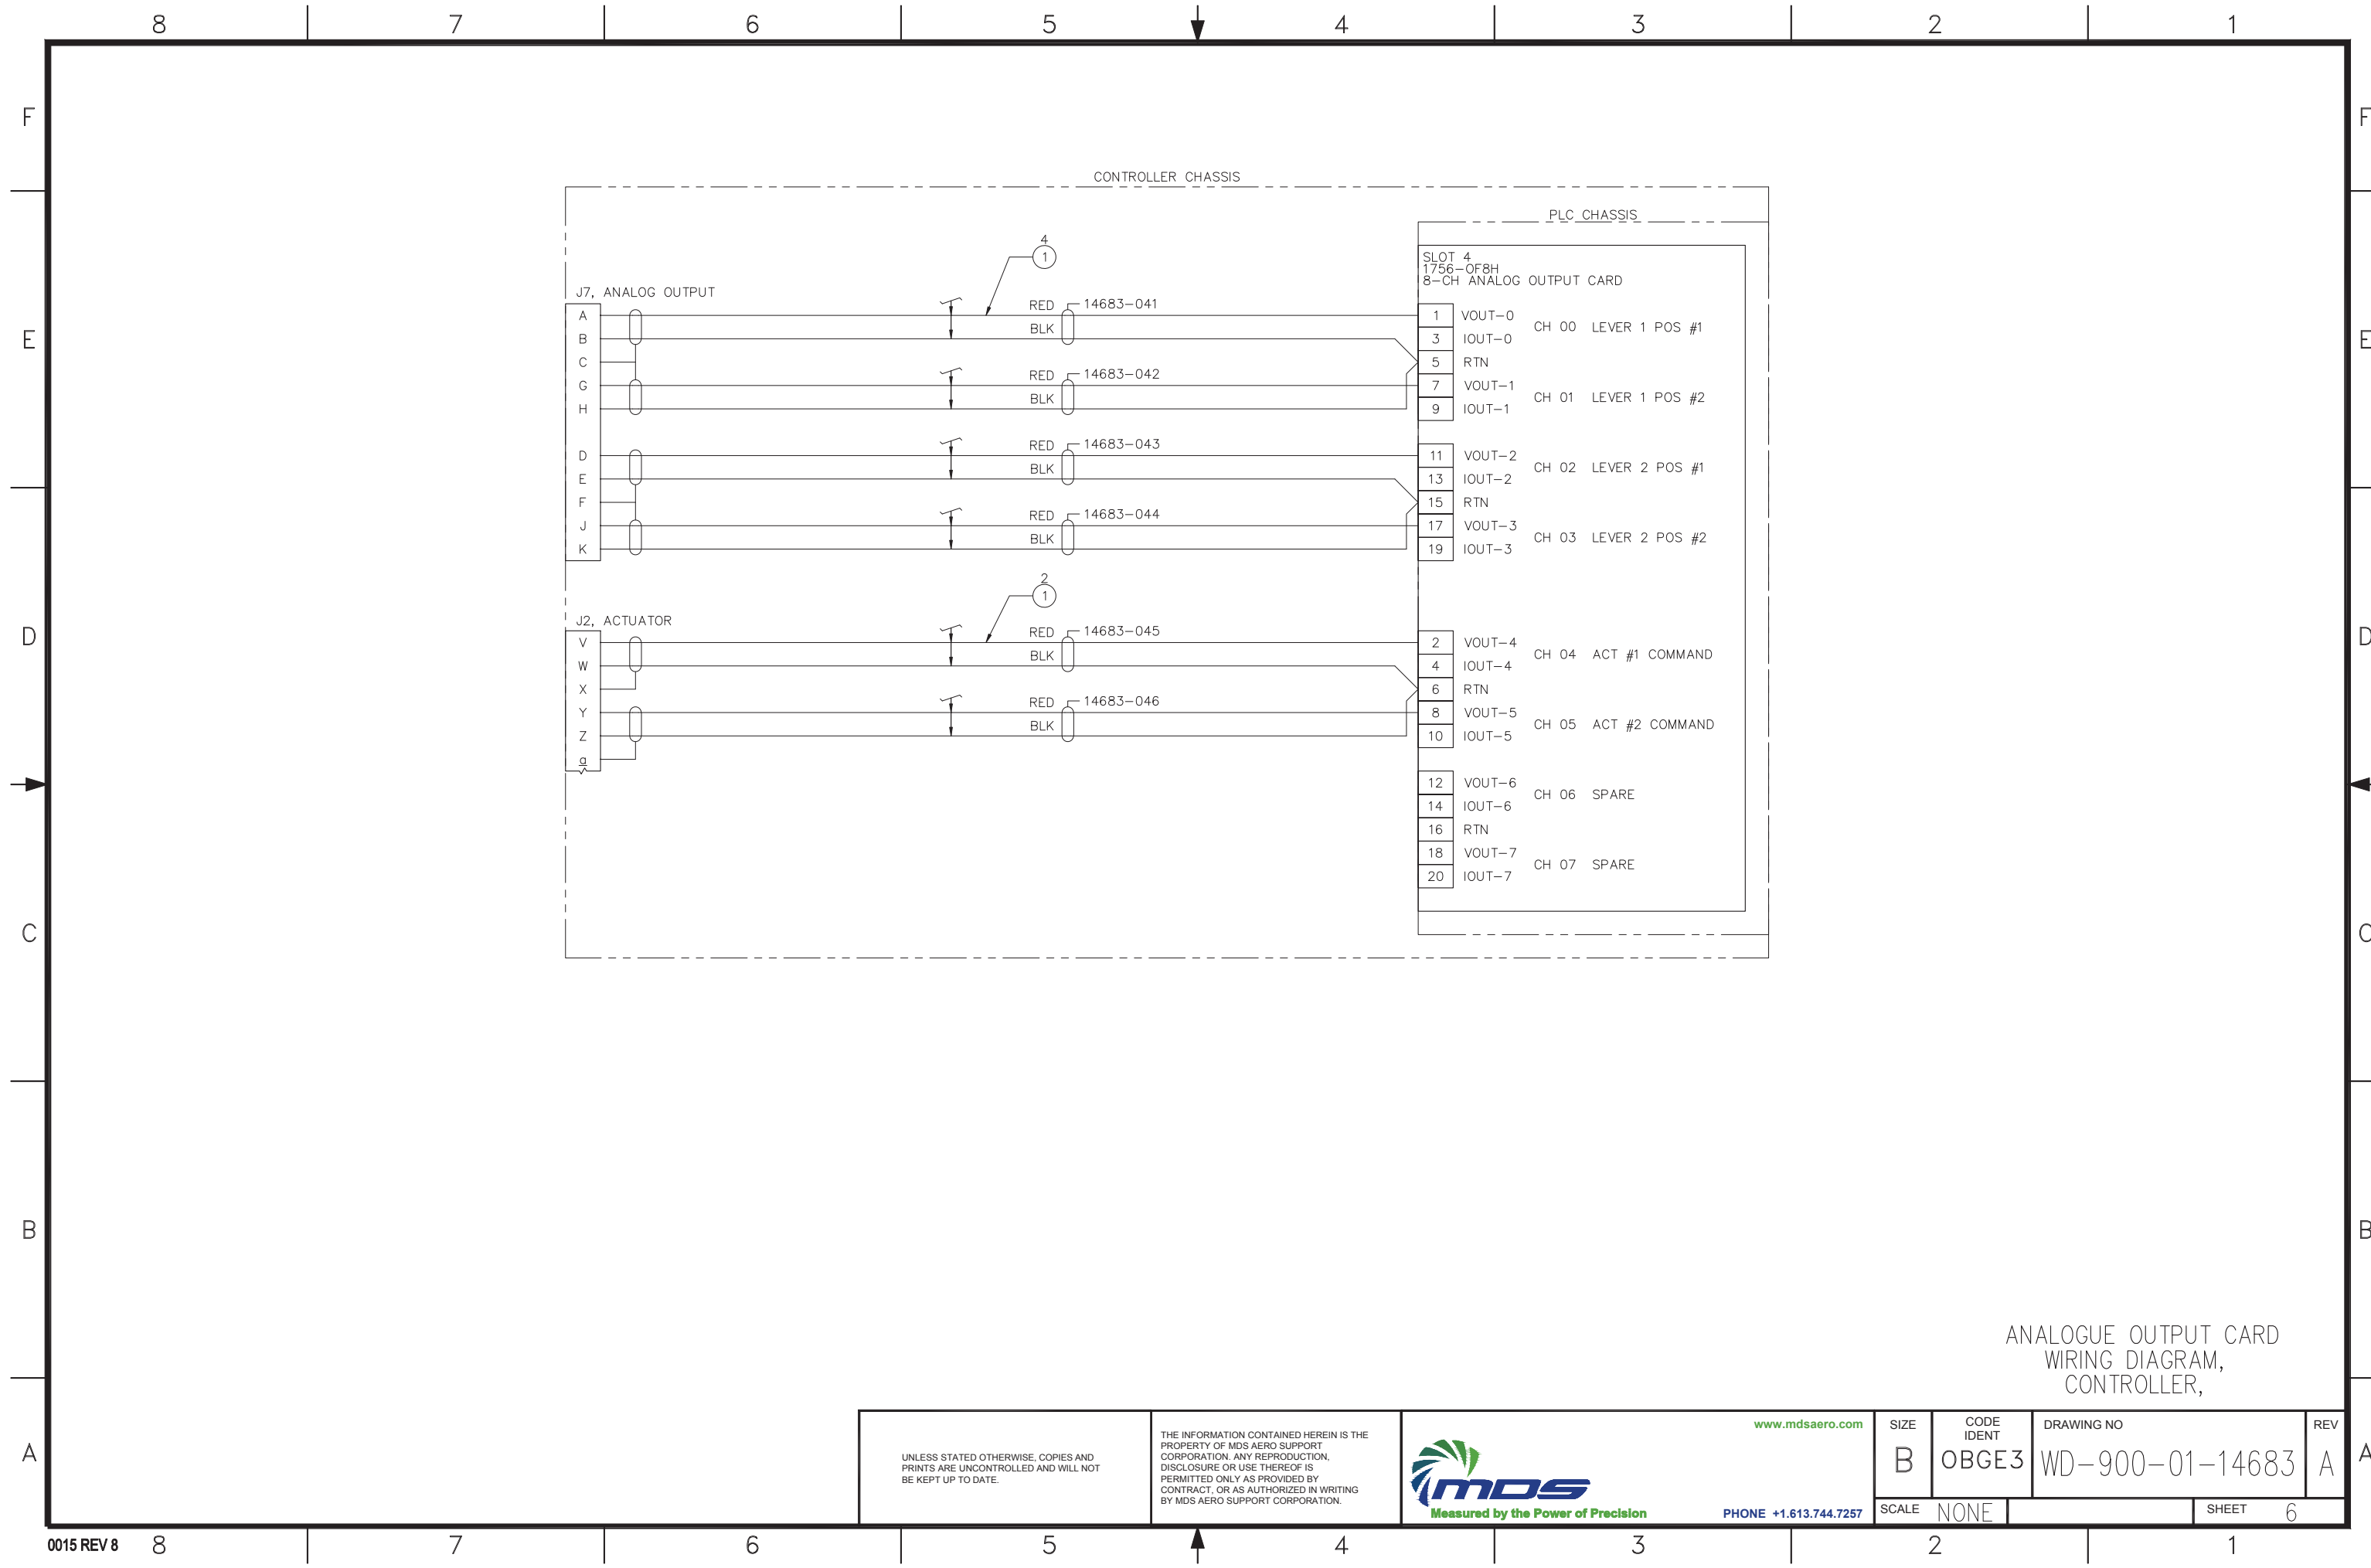 8 7 6 5 4 3 2 1
F F
E E
D D
C C
B B
A A
CONTROLLER CHASSIS
PLC CHASSIS
SLOT 4
1756-OF8H
8-CH ANALOG OUTPUT CARD
4
1
J7, ANALOG OUTPUT
A RED 14683-041 1 VOUT-0
CH 00 LEVER 1 POS #1
B BLK 3 IOUT-0
C 5 RTN
G RED 14683-042 7 VOUT-1
CH 01 LEVER 1 POS #2
H BLK 9 IOUT-1
D RED 14683-043 11 VOUT-2
CH 02 LEVER 2 POS #1
E BLK 13 IOUT-2
F 15 RTN
J RED 14683-044 17 VOUT-3
CH 03 LEVER 2 POS #2
K BLK 19 IOUT-3
2
1
J2, ACTUATOR
V RED 14683-045 2 VOUT-4
CH 04 ACT #1 COMMAND
W BLK 4 IOUT-4
X 6 RTN
Y RED 14683-046 8 VOUT-5
CH 05 ACT #2 COMMAND
Z BLK 10 IOUT-5
a
12 VOUT-6
CH 06 SPARE
14 IOUT-6
16 RTN
18 VOUT-7
CH 07 SPARE
20 IOUT-7
ANALOGUE OUTPUT CARD
WIRING DIAGRAM,
CONTROLLER,
UNLESS STATED OTHERWISE, COPIES AND
PRINTS ARE UNCONTROLLED AND WILL NOT
BE KEPT UP TO DATE.
THE INFORMATION CONTAINED HEREIN IS THE
PROPERTY OF MDS AERO SUPPORT
CORPORATION. ANY REPRODUCTION,
DISCLOSURE OR USE THEREOF IS
PERMITTED ONLY AS PROVIDED BY
CONTRACT, OR AS AUTHORIZED IN WRITING
BY MDS AERO SUPPORT CORPORATION.
www.mdsaero.com
mds
Measured by the Power of Precision
PHONE +1.613.744.7257
SIZE
B
CODE
IDENT
OBGE3
DRAWING NO
WD-900-01-14683
REV
A
SCALE NONE
SHEET 6
0015 REV 8
8 7 6 5 4 3 2 1